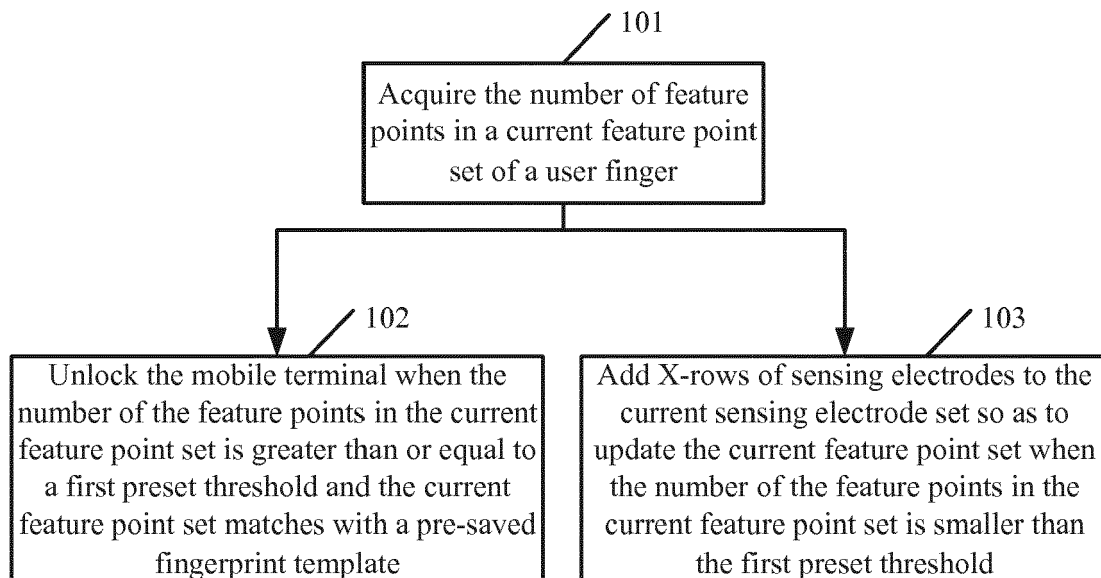 101
Acquire the number of feature
points in a current feature point
set of a user finger
102
Unlock the mobile terminal when the
number of the feature points in the current
feature point set is greater than or equal to
a first preset threshold and the current
feature point set matches with a pre-saved
fingerprint template
103
Add X-rows of sensing electrodes to the
current sensing electrode set so as to
update the current feature point set when
the number of the feature points in the
current feature point set is smaller than
the first preset threshold